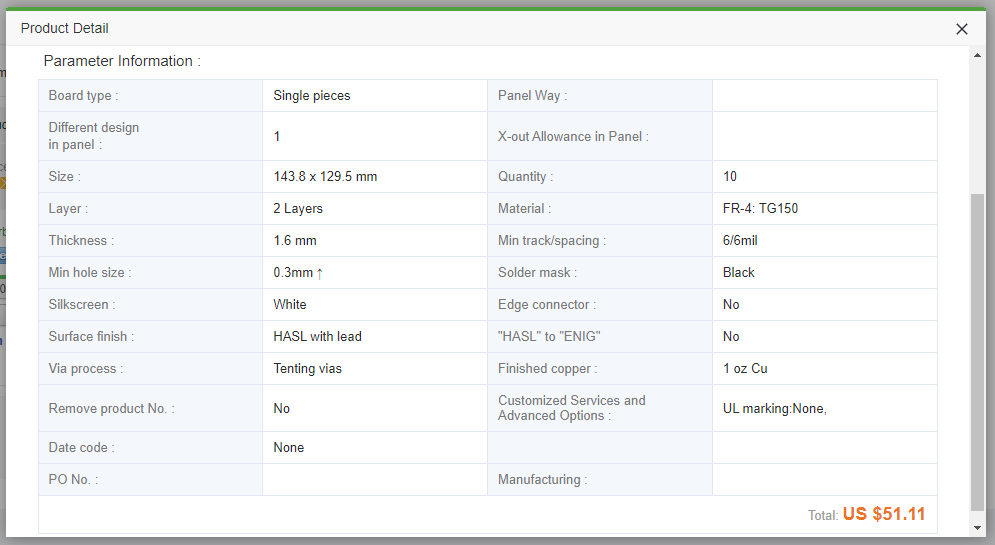 Product Detail
Parameter Information :
Board type : Single pieces Panel Way :
Different design
in panel : 1 X-out Allowance in Panel :
Size : 143.8 x 129.5 mm Quantity : 10
Layer : 2 Layers Material : FR-4: TG150
Thickness : 1.6 mm Min track/spacing : 6/6mil
Min hole size : 0.3mm ↑ Solder mask : Black
Silkscreen : White Edge connector : No
Surface finish : HASL with lead "HASL" to "ENIG" No
Via process : Tenting vias Finished copper : 1 oz Cu
Remove product No. : No Customized Services and
Advanced Options : UL marking:None,
Date code : None
PO No. : Manufacturing :
Total: US $51.11